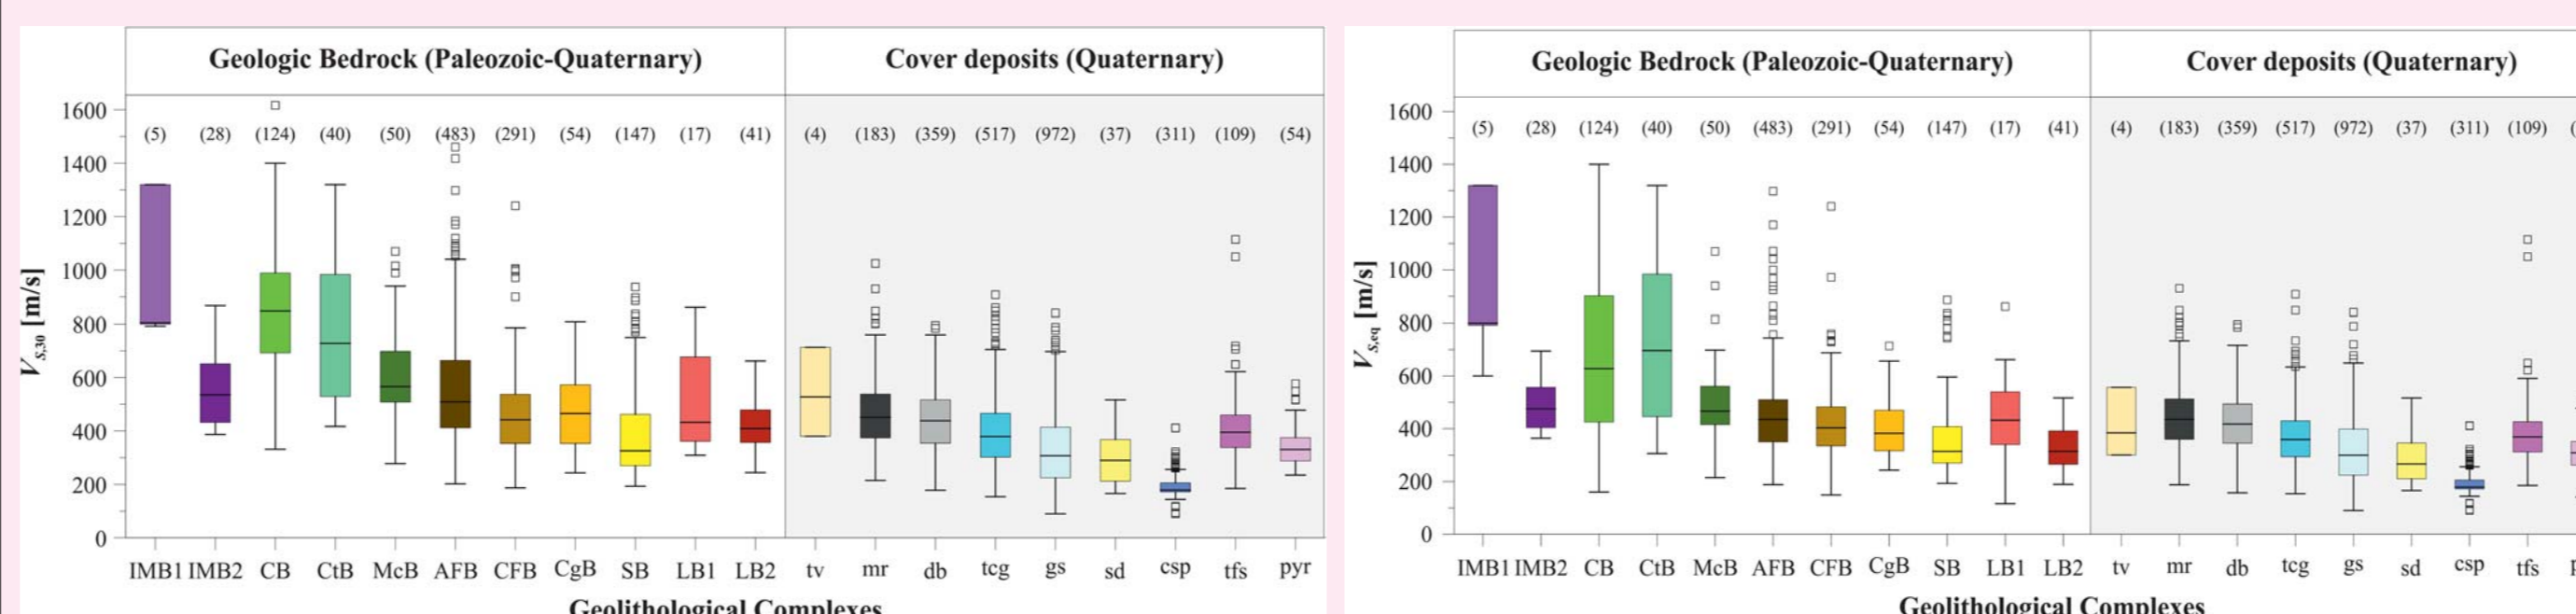 Geologic Bedrock (Paleozoic-Quaternary) Cover deposits (Quaternary)
1600
(5) (28) (124) (40) (50) (483) (291) (54) (147) (17) (41) (4) (183) (359) (517) (972) (37) (311) (109) (54)
1400
1200
1000
800
600
400
200
0
VS,30 [m/s]
IMB1 IMB2 CB CtB McB AFB CFB CgB SB LB1 LB2 tv mr db tcg gs sd csp tfs pyr
Geolithological Complexes
Geologic Bedrock (Paleozoic-Quaternary) Cover deposits (Quaternary)
1600
(5) (28) (124) (40) (50) (483) (291) (54) (147) (17) (41) (4) (183) (359) (517) (972) (37) (311) (109)
1400
1200
1000
800
600
400
200
0
VS,eq [m/s]
IMB1 IMB2 CB CtB McB AFB CFB CgB SB LB1 LB2 tv mr db tcg gs sd csp tfs
Geolithological Complexes